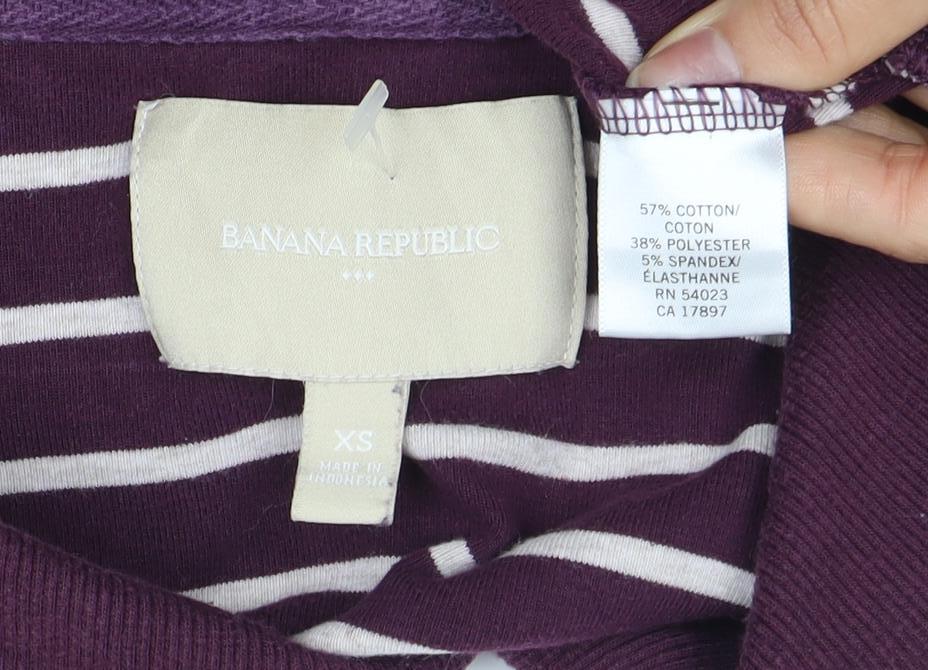 BANANA REPUBLIC
XS
MADE IN
INDONESIA
57% COTTON/
COTON
38% POLYESTER
5% SPANDEX/
ÉLASTHANNE
RN 54023
CA 17897